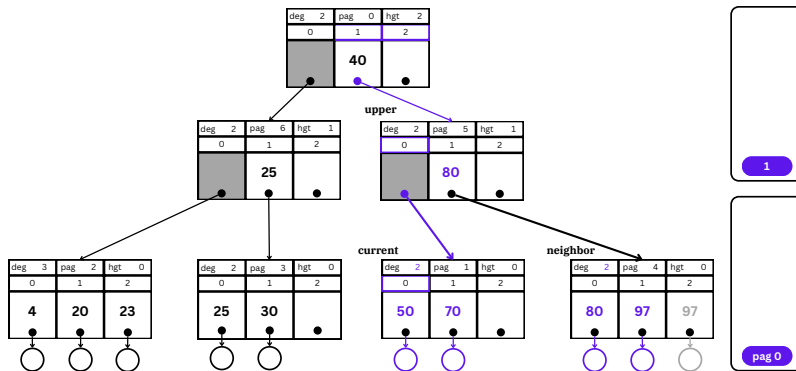 deg 2 pag 0 hgt 2
0 1 2
40
upper
deg 2 pag 6 hgt 1
0 1 2
25
deg 2 pag 5 hgt 1
0 1 2
80
1
current
neighbor
deg 3 pag 2 hgt 0
0 1 2
4 20 23
deg 2 pag 3 hgt 0
0 1 2
25 30
deg 2 pag 1 hgt 0
0 1 2
50 70
deg 2 pag 4 hgt 0
0 1 2
80 97 97
pag 0